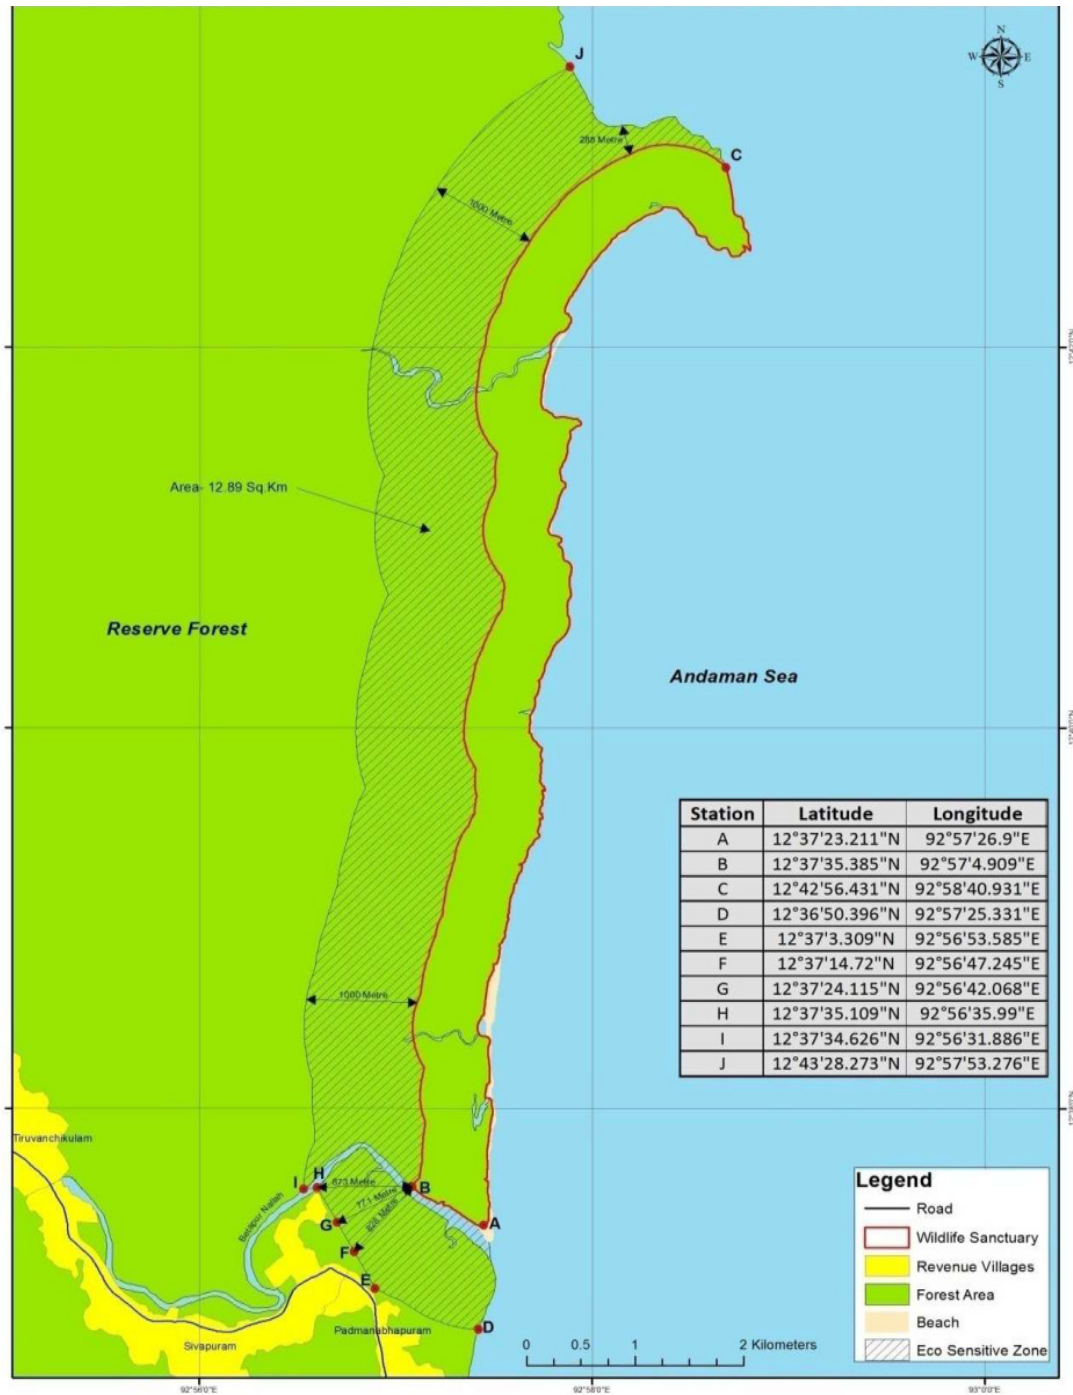 N
W E
S
J
288 Metre
C
1000 Metre
Area- 12.89 Sq.Km
Reserve Forest
Andaman Sea
Station Latitude Longitude
A 12°37'23.211"N 92°57'26.9"E
B 12°37'35.385"N 92°57'4.909"E
C 12°42'56.431"N 92°58'40.931"E
D 12°36'50.396"N 92°57'25.331"E
E 12°37'3.309"N 92°56'53.585"E
F 12°37'14.72"N 92°56'47.245"E
G 12°37'24.115"N 92°56'42.068"E
H 12°37'35.109"N 92°56'35.99"E
I 12°37'34.626"N 92°56'31.886"E
J 12°43'28.273"N 92°57'53.276"E
1000 Metre
Tiruvanchikulam
I H 873 Metre B
771 Metre
828 Metre
Betapur Nallah
G
A
F
E
D
Padmanabhapuram
Sivapuram
0 0.5 1 2 Kilometers
Legend
Road
Wildlife Sanctuary
Revenue Villages
Forest Area
Beach
Eco Sensitive Zone
92°56'0"E 92°58'0"E 93°0'0"E